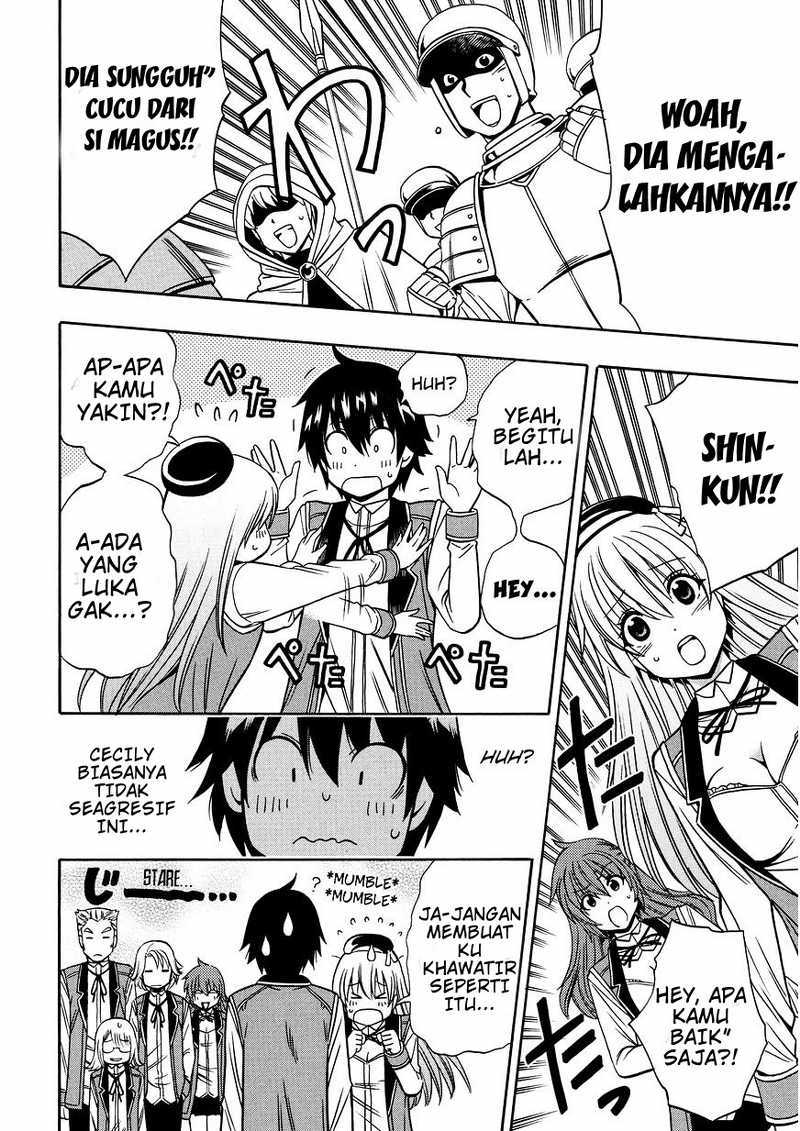 WOAH,
DIA MENGA-
LAHKANNYA!!
DIA SUNGGUH"
CUCU DARI
SI MAGUS!!
わっ
SHIN-
KUN!!
HEY, APA
KAMU
BAIK"
SAJA?!
HUH?
YEAH,
BEGITU
LAH...
HEY...
AP-APA
KAMU
YAKIN?!
A-ADA
YANG
LUKA
GAK...?
ぺた
ぺた
ぺた
HUH?
CECILY
BIASANYA
TIDAK
SEAGRESIF
INI...
JA-JANGAN
MEMBUAT
KU
KHAWATIR
SEPERTI
ITU...
? *MUMBLE*
*MUMBLE*
STARE...
じー...